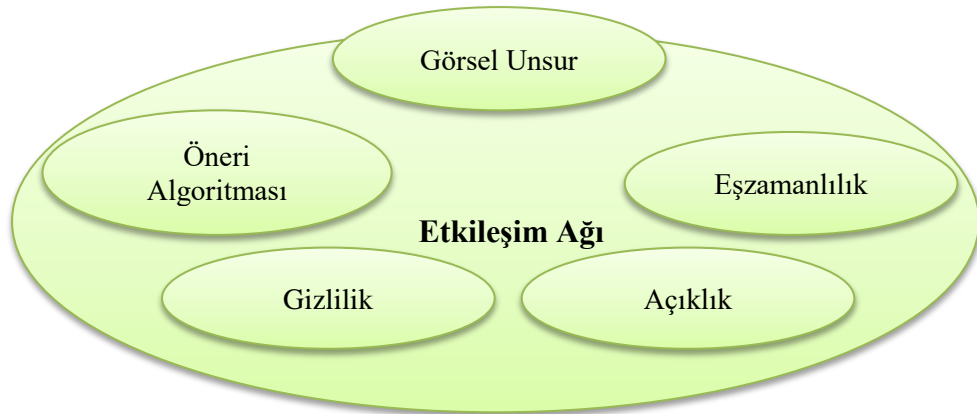 Görsel Unsur
Öneri
Algoritması
Eşzamanlılık
Etkileşim Ağı
Gizlilik
Açıklık